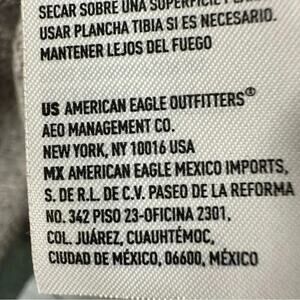 SECAR SOBRE UNA SUPERFICIE
USAR PLANCHA TIBIA SI ES NECESARIO.
MANTENER LEJOS DEL FUEGO
US AMERICAN EAGLE OUTFITTERS®
AEO MANAGEMENT CO.
NEW YORK, NY 10016 USA
MX AMERICAN EAGLE MEXICO IMPORTS,
S. DE R.L. DE C.V. PASEO DE LA REFORMA
NO. 342 PISO 23-OFICINA 2301,
COL. JUÁREZ, CUAUHTÉMOC,
CIUDAD DE MÉXICO, 06600, MÉXICO